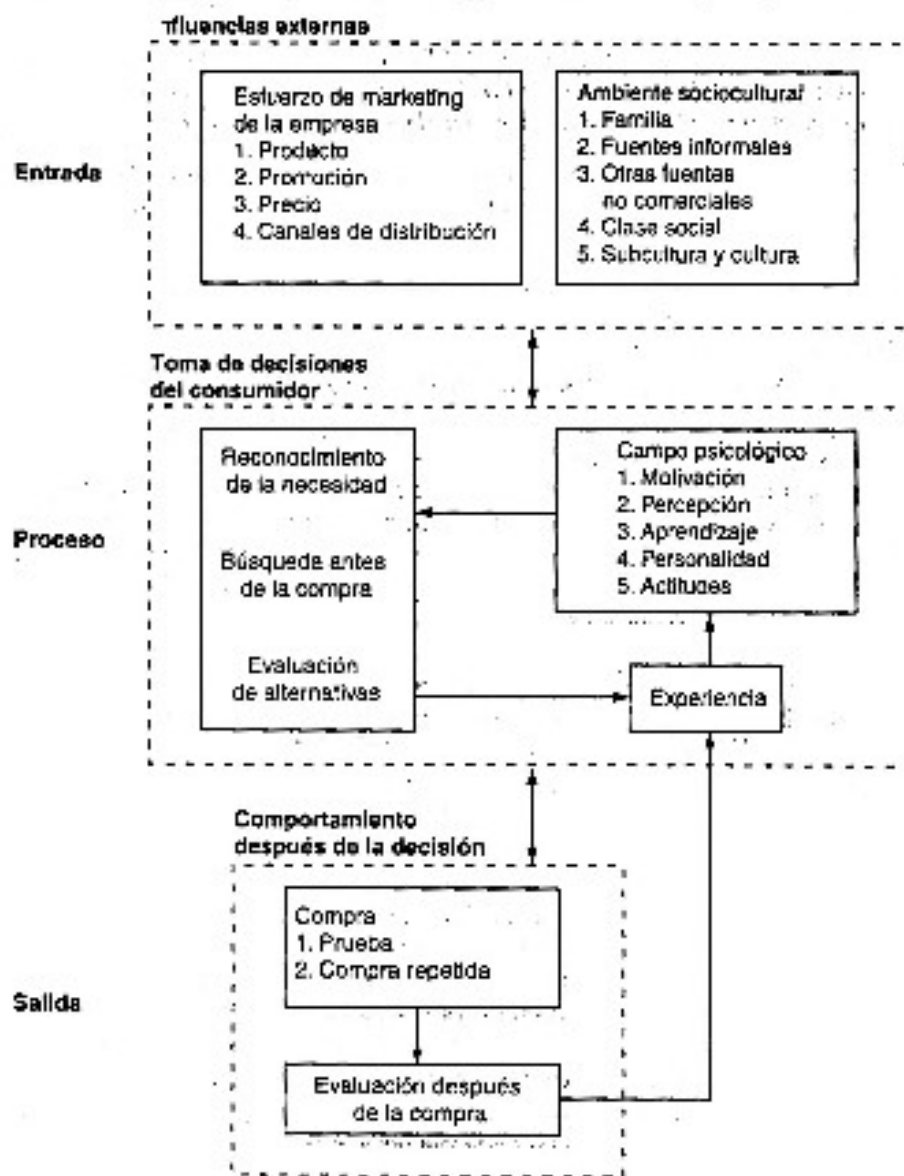 nfluencias externas
Entrada
Esfuerzo de marketing
de la empresa
1. Producto
2. Promoción
3. Precio
4. Canales de distribución
Ambiente sociocultural
1. Familia
2. Fuentes informales
3. Otras fuentes
no comerciales
4. Clase social
5. Subcultura y cultura
Toma de decisiones
del consumidor
Proceso
Reconocimiento
de la necesidad
Búsqueda antes
de la compra
Evaluación
de alternativas
Campo psicológico
1. Motivación
2. Percepción
3. Aprendizaje
4. Personalidad
5. Actitudes
Experiencia
Comportamiento
después de la decisión
Salida
Compra
1. Prueba
2. Compra repetida
Evaluación después
de la compra